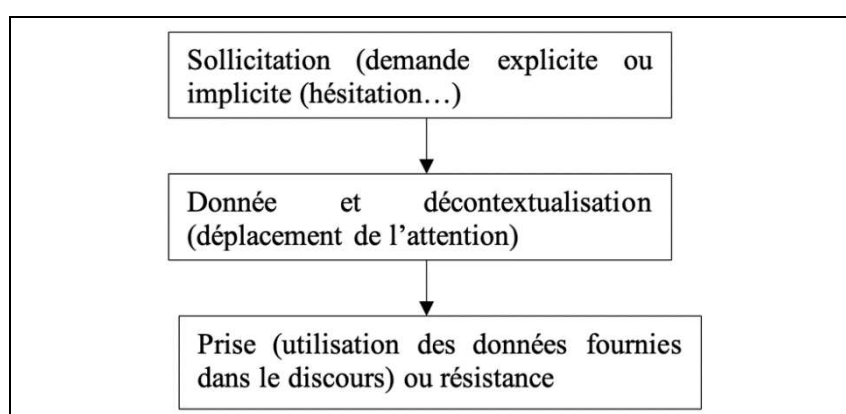 Sollicitation (demande explicite ou
implicite (hésitation…)
Donnée et décontextualisation
(déplacement de l'attention)
Prise (utilisation des données fournies
dans le discours) ou résistance